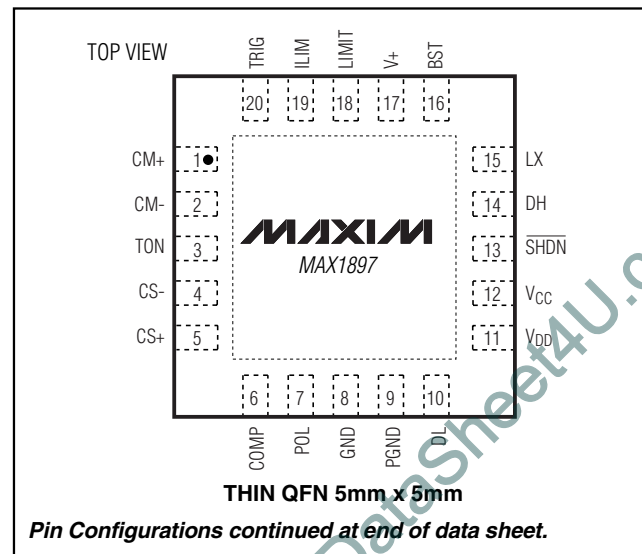 TOP VIEW
TRIG
ILIM
LIMIT
V+
BST
20
19
18
17
16
CM+
1
15
LX
CM-
2
14
DH
TON
3
13
SHDN
CS-
4
12
VCC
CS+
5
11
VDD
MAXIM
MAX1897
6
7
8
9
10
COMP
POL
GND
PGND
DL
THIN QFN 5mm x 5mm
Pin Configurations continued at end of data sheet.
DataSheet4U.c